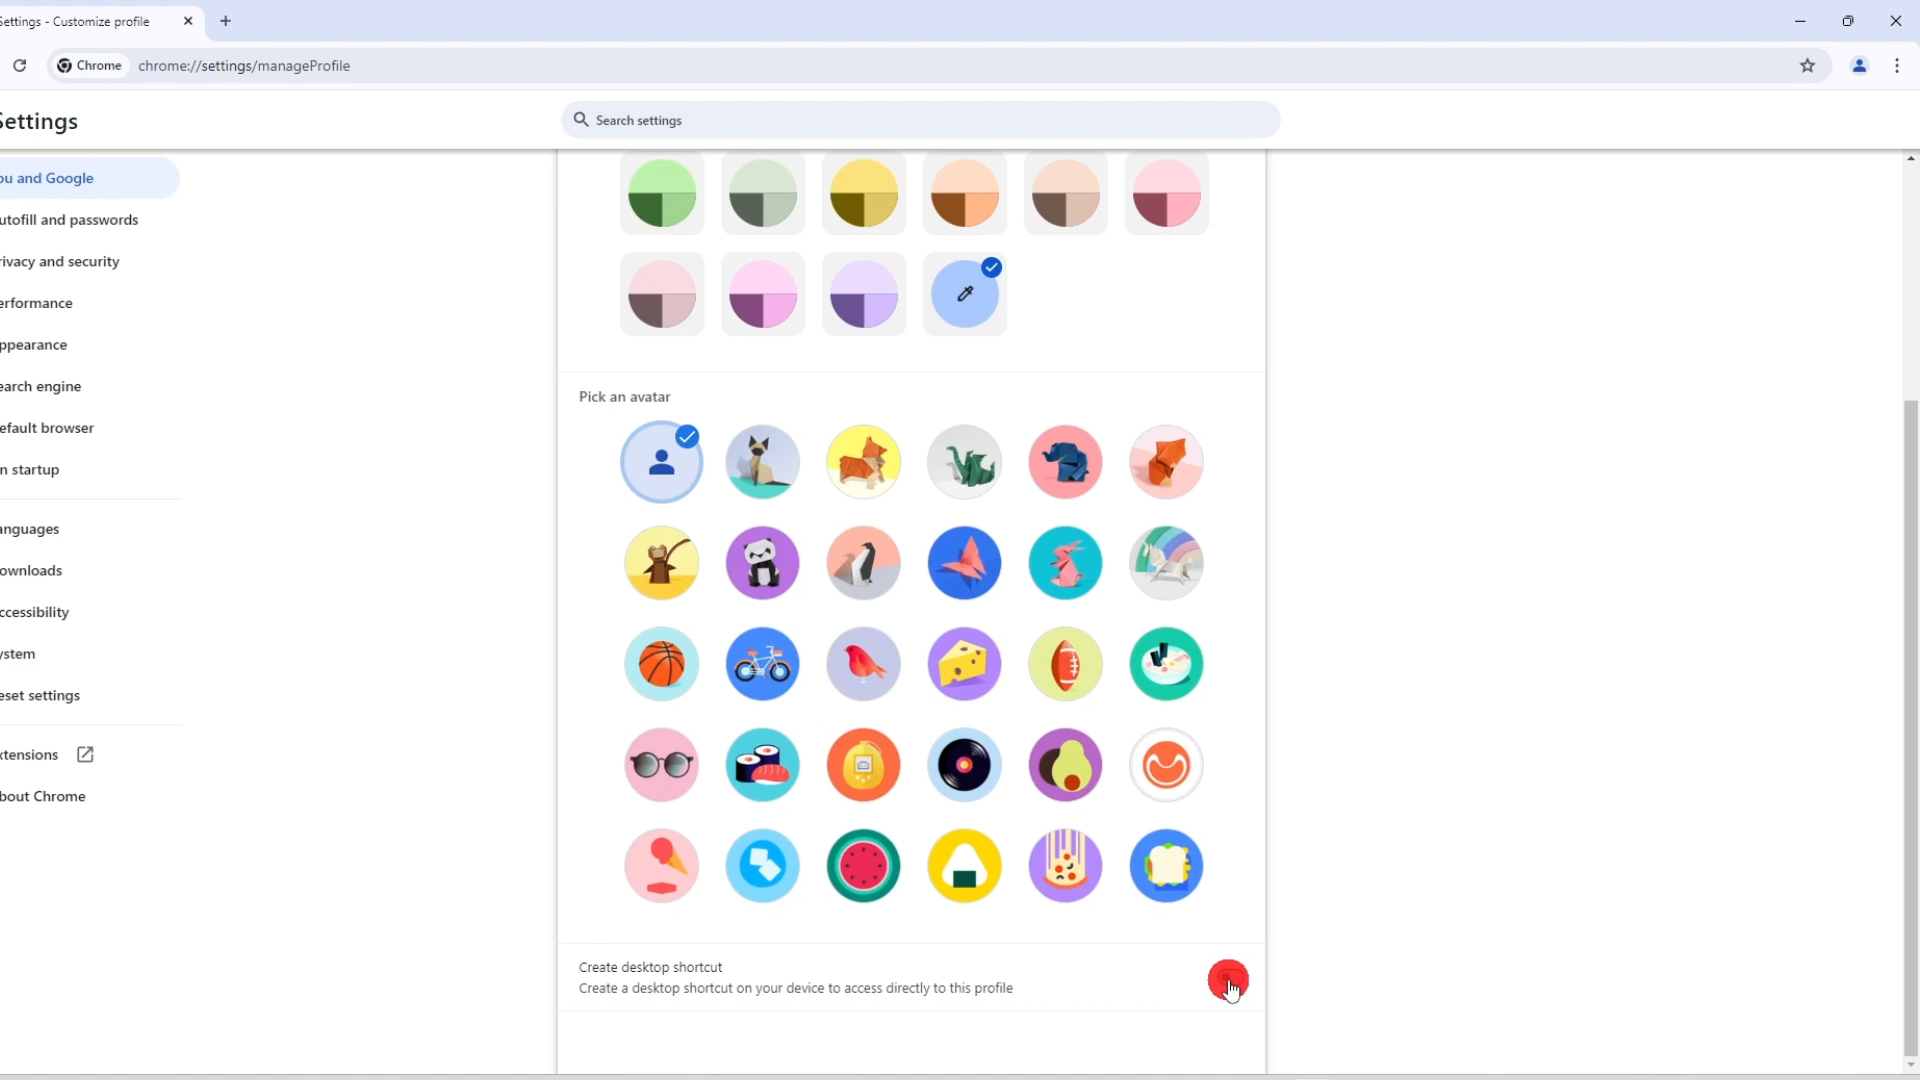 Settings - Customize profile
Chrome chrome://settings/manageProfile
Settings
Search settings
ou and Google
utofill and passwords
rivacy and security
erformance
ppearance
earch engine
efault browser
n startup
anguages
ownloads
ccessibility
ystem
eset settings
xtensions
bout Chrome
Pick an avatar
Create desktop shortcut
Create a desktop shortcut on your device to access directly to this profile